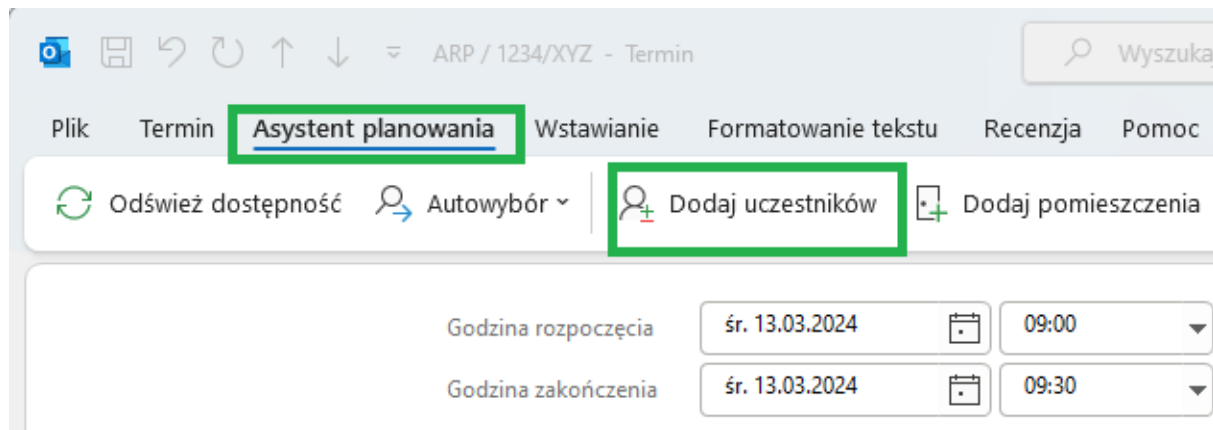 ARP / 1234/XYZ - Termin
Wyszukaj
Plik Termin Asystent planowania Wstawianie Formatowanie tekstu Recenzja Pomoc
Odśwież dostępność Autowybór Dodaj uczestników Dodaj pomieszczenia
Godzina rozpoczęcia śr. 13.03.2024 09:00
Godzina zakończenia śr. 13.03.2024 09:30